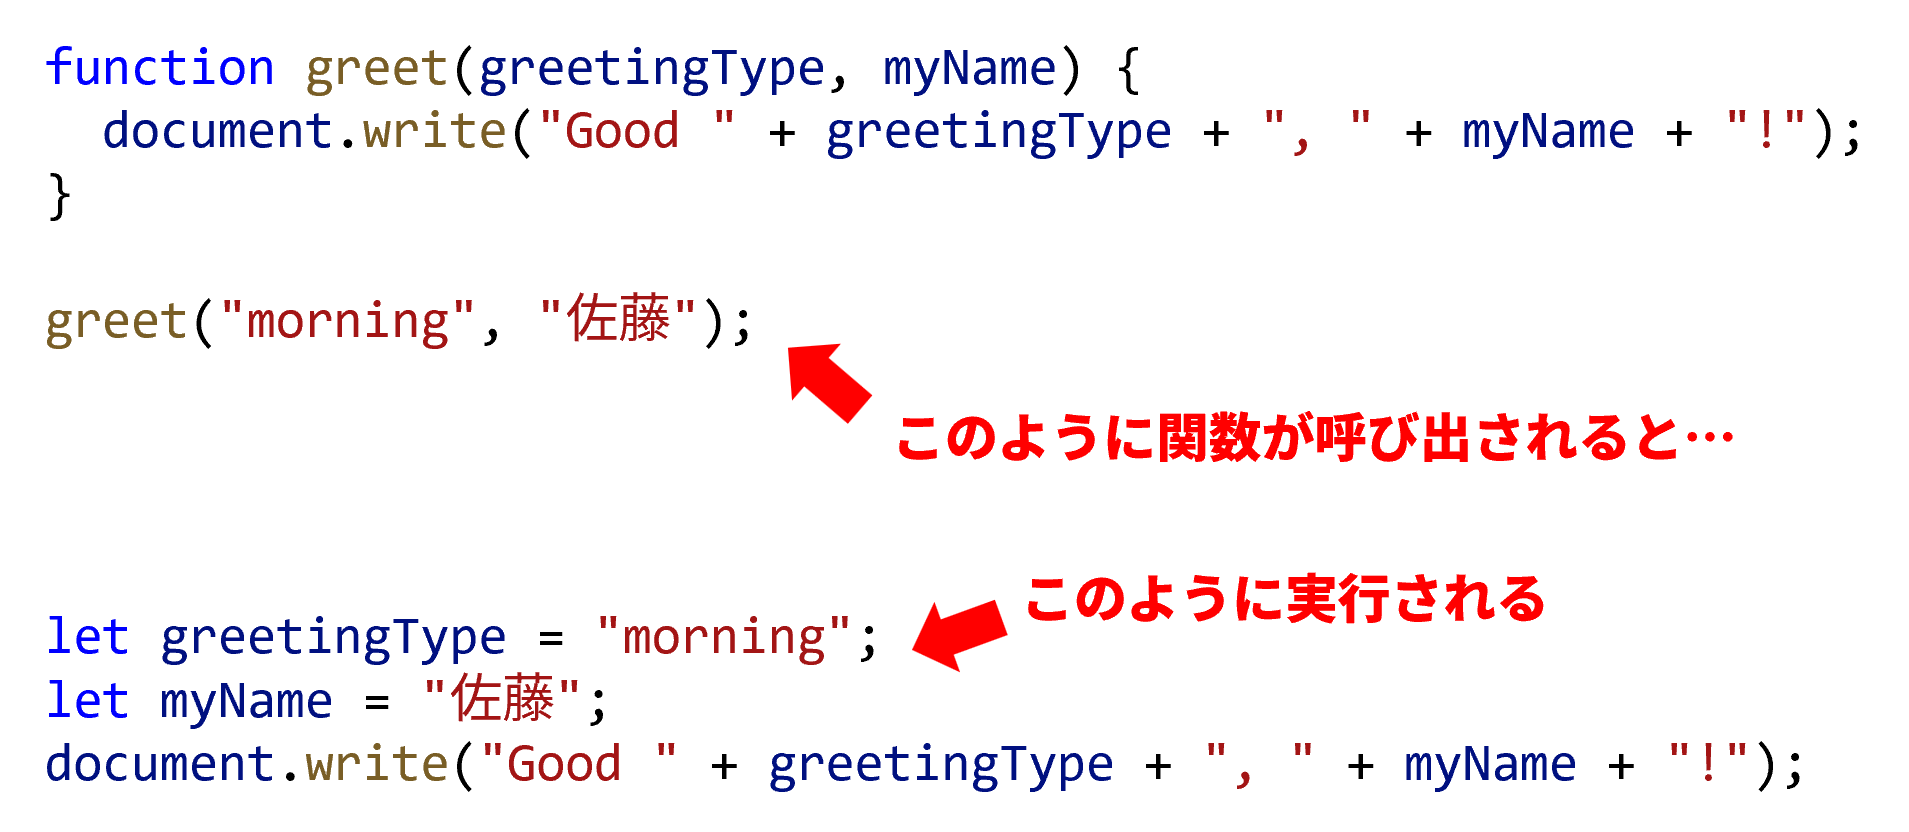 function greet(greetingType, myName) {
  document.write("Good " + greetingType + ", " + myName + "!");
}
greet("morning", "佐藤");
このように関数が呼び出されると…
このように実行される
let greetingType = "morning";
let myName = "佐藤";
document.write("Good " + greetingType + ", " + myName + "!");